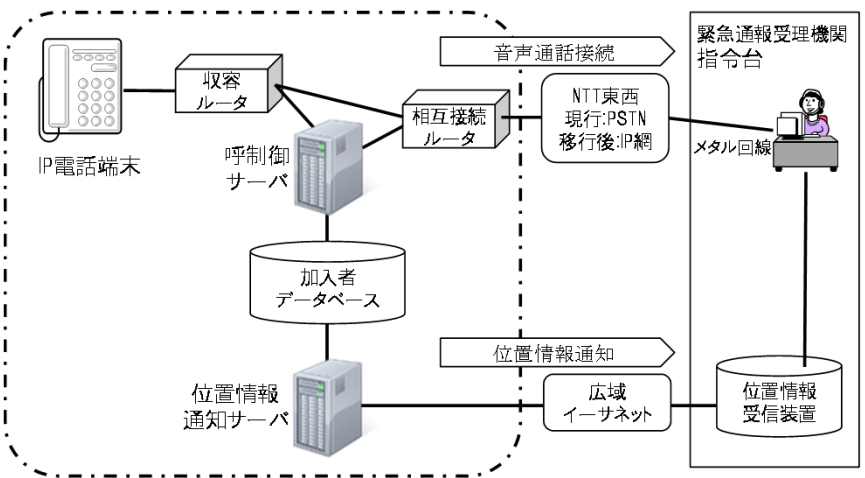 IP電話端末
収容
ルータ
呼制御
サーバ
相互接続
ルータ
加入者
データベース
位置情報
通知サーバ
音声通話接続
NTT東西
現行:PSTN
移行後:IP網
メタル回線
緊急通報受理機関
指令台
位置情報通知
広域
イーサネット
位置情報
受信装置